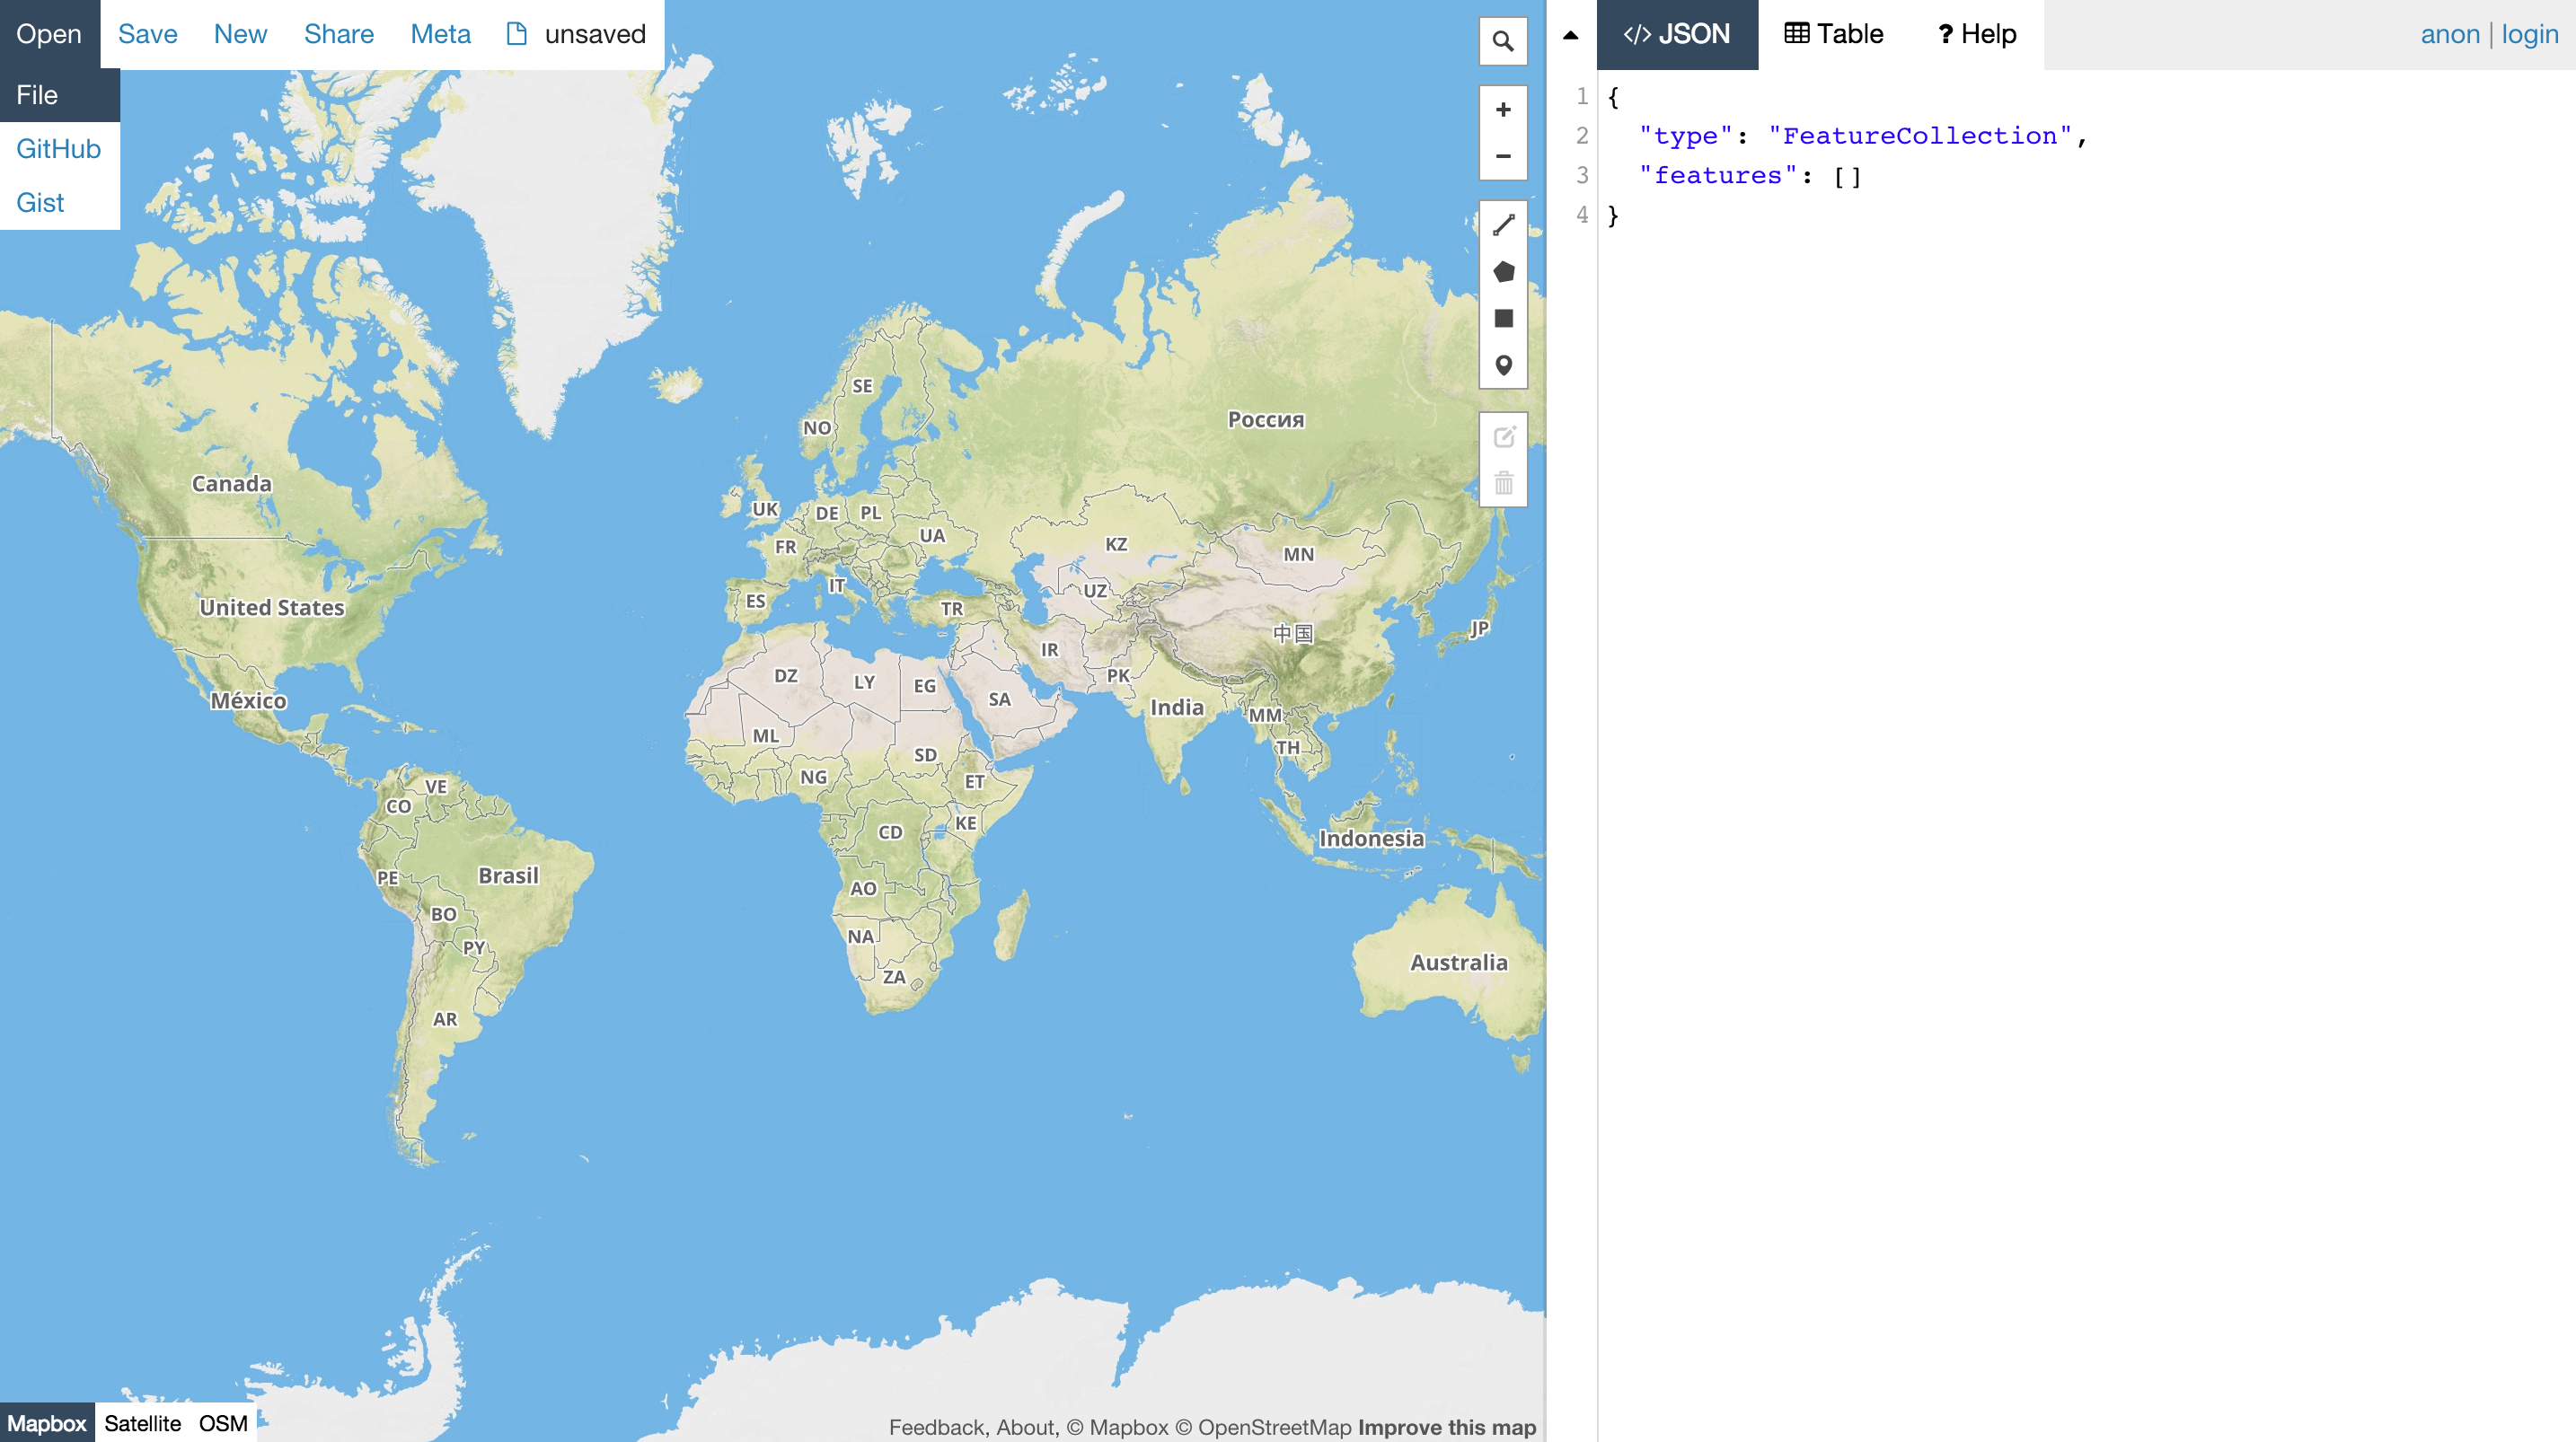 Open Save New Share Meta unsaved
File
GitHub
Gist
</> JSON Table ? Help anon | login
1 {
2 "type": "FeatureCollection",
3 "features": []
4 }
+
−
SE
NO
Россия
Canada
UK
DE
PL
UA
FR
KZ
MN
IT
UZ
ES
TR
United States
中国
JP
IR
DZ
LY
EG
PK
SA
México
India
MM
ML
TH
SD
NG
ET
VE
CO
KE
CD
Indonesia
PE
Brasil
AO
BO
NA
PY
Australia
ZA
AR
Mapbox Satellite OSM
Feedback, About, © Mapbox © OpenStreetMap Improve this map